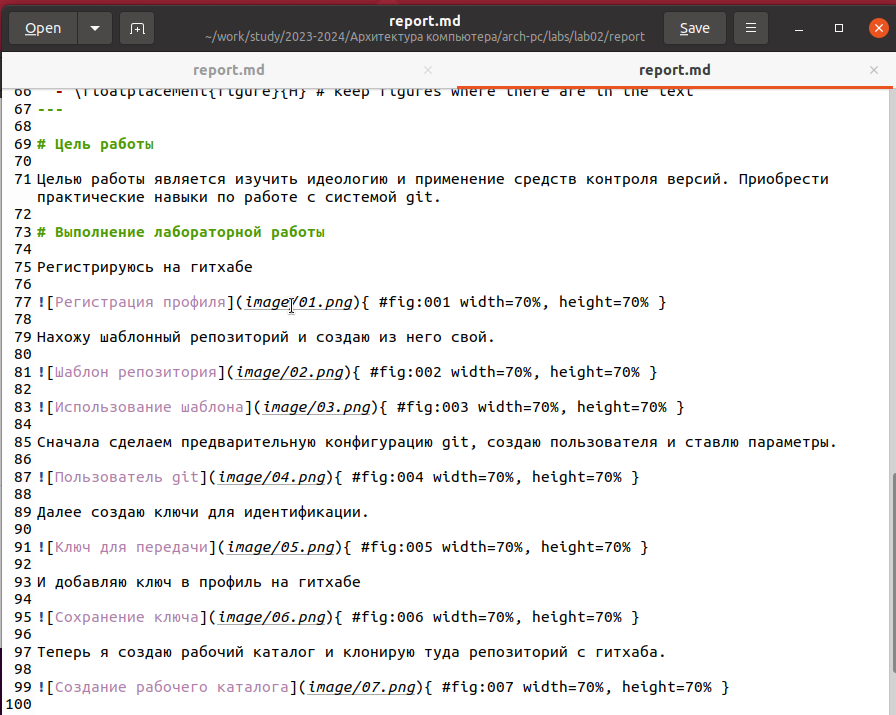 Open
report.md
~/work/study/2023-2024/Архитектура компьютера/arch-pc/labs/lab02/report
Save
report.md
report.md
66 - \floatplacement{figure}{H} # keep figures where there are in the text
67 ---
68
69 # Цель работы
70
71 Целью работы является изучить идеологию и применение средств контроля версий. Приобрести
практические навыки по работе с системой git.
72
73 # Выполнение лабораторной работы
74
75 Регистрируюсь на гитхабе
76
77 ![Регистрация профиля](image/01.png){ #fig:001 width=70%, height=70% }
78
79 Нахожу шаблонный репозиторий и создаю из него свой.
80
81 ![Шаблон репозитория](image/02.png){ #fig:002 width=70%, height=70% }
82
83 ![Использование шаблона](image/03.png){ #fig:003 width=70%, height=70% }
84
85 Сначала сделаем предварительную конфигурацию git, создаю пользователя и ставлю параметры.
86
87 ![Пользователь git](image/04.png){ #fig:004 width=70%, height=70% }
88
89 Далее создаю ключи для идентификации.
90
91 ![Ключ для передачи](image/05.png){ #fig:005 width=70%, height=70% }
92
93 И добавляю ключ в профиль на гитхабе
94
95 ![Сохранение ключа](image/06.png){ #fig:006 width=70%, height=70% }
96
97 Теперь я создаю рабочий каталог и клонирую туда репозиторий с гитхаба.
98
99 ![Создание рабочего каталога](image/07.png){ #fig:007 width=70%, height=70% }
100